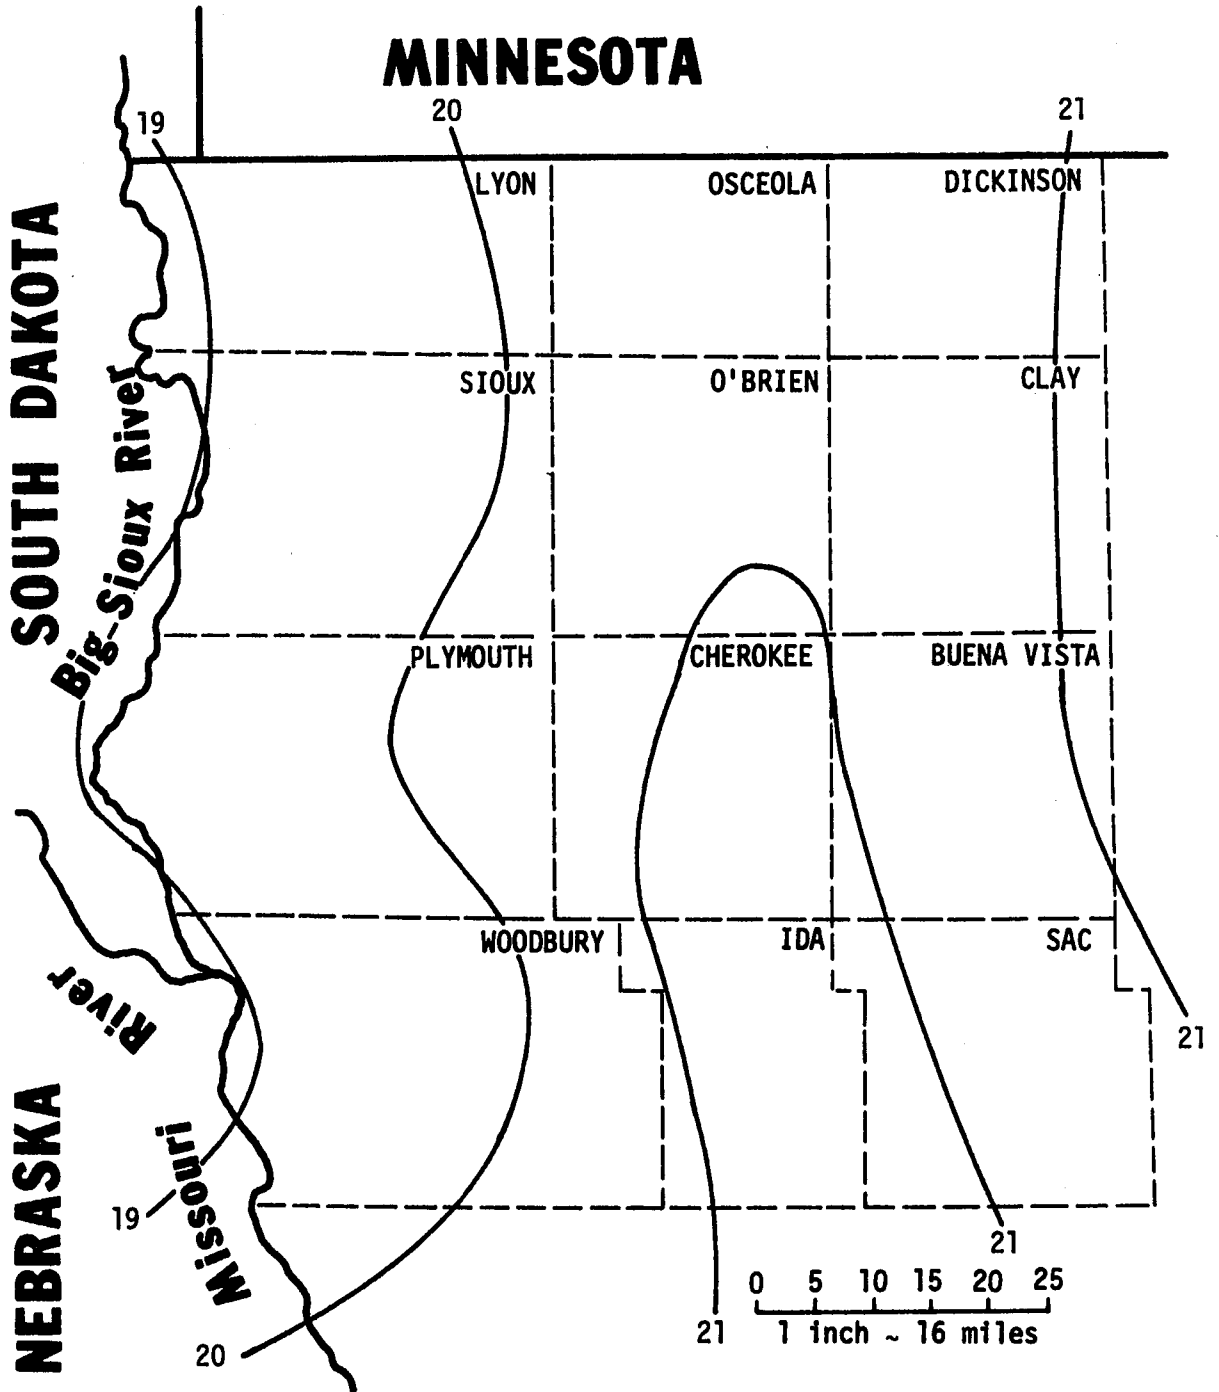 MINNESOTA
19
20
21
LYON
OSCEOLA
DICKINSON
SOUTH DAKOTA
SIOUX
O'BRIEN
CLAY
Big-Sioux River
PLYMOUTH
CHEROKEE
BUENA VISTA
WOODBURY
IDA
SAC
Missouri River
21
NEBRASKA
19
21
0 5 10 15 20 25
1 inch ~ 16 miles
21
20